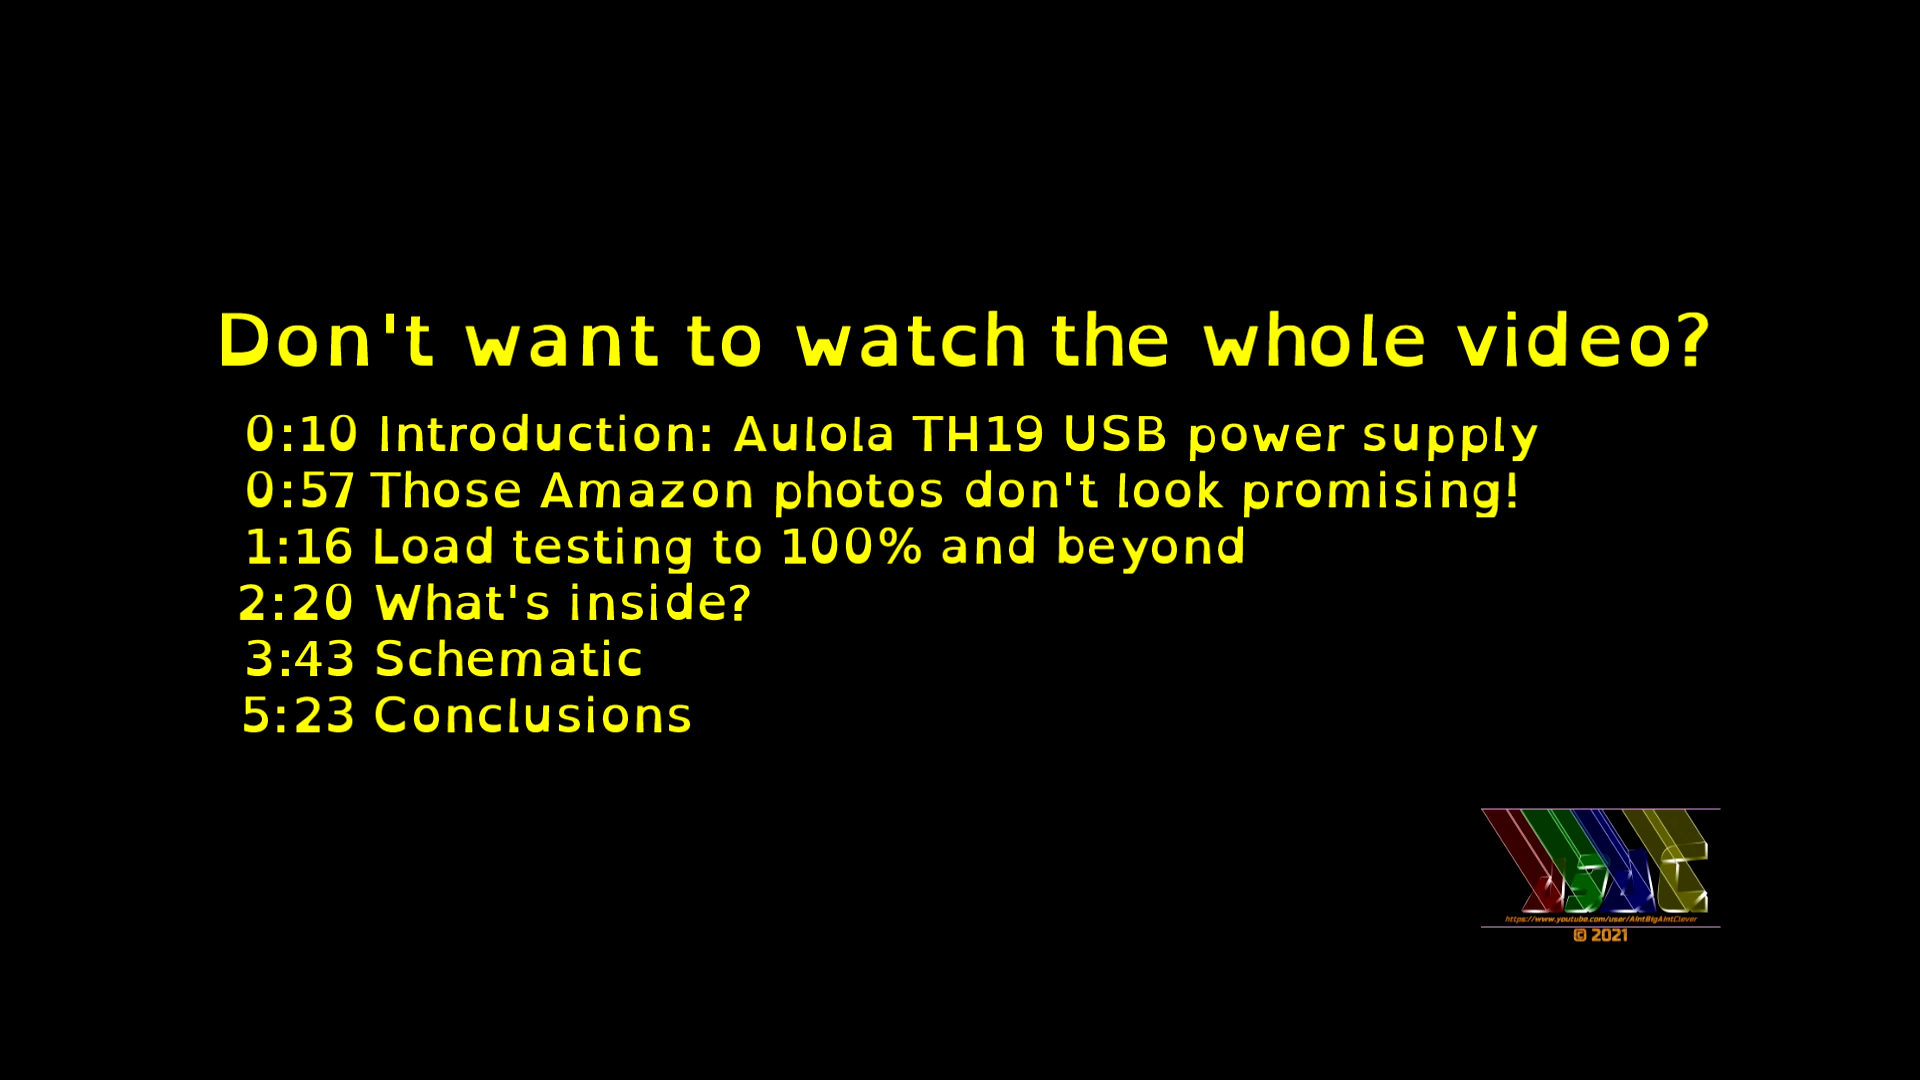 Don't want to watch the whole video?
0:10 Introduction: Aulola TH19 USB power supply
0:57 Those Amazon photos don't look promising!
1:16 Load testing to 100% and beyond
2:20 What's inside?
3:43 Schematic
5:23 Conclusions
https://www.youtube.com/user/AintBigAintClever
© 2021